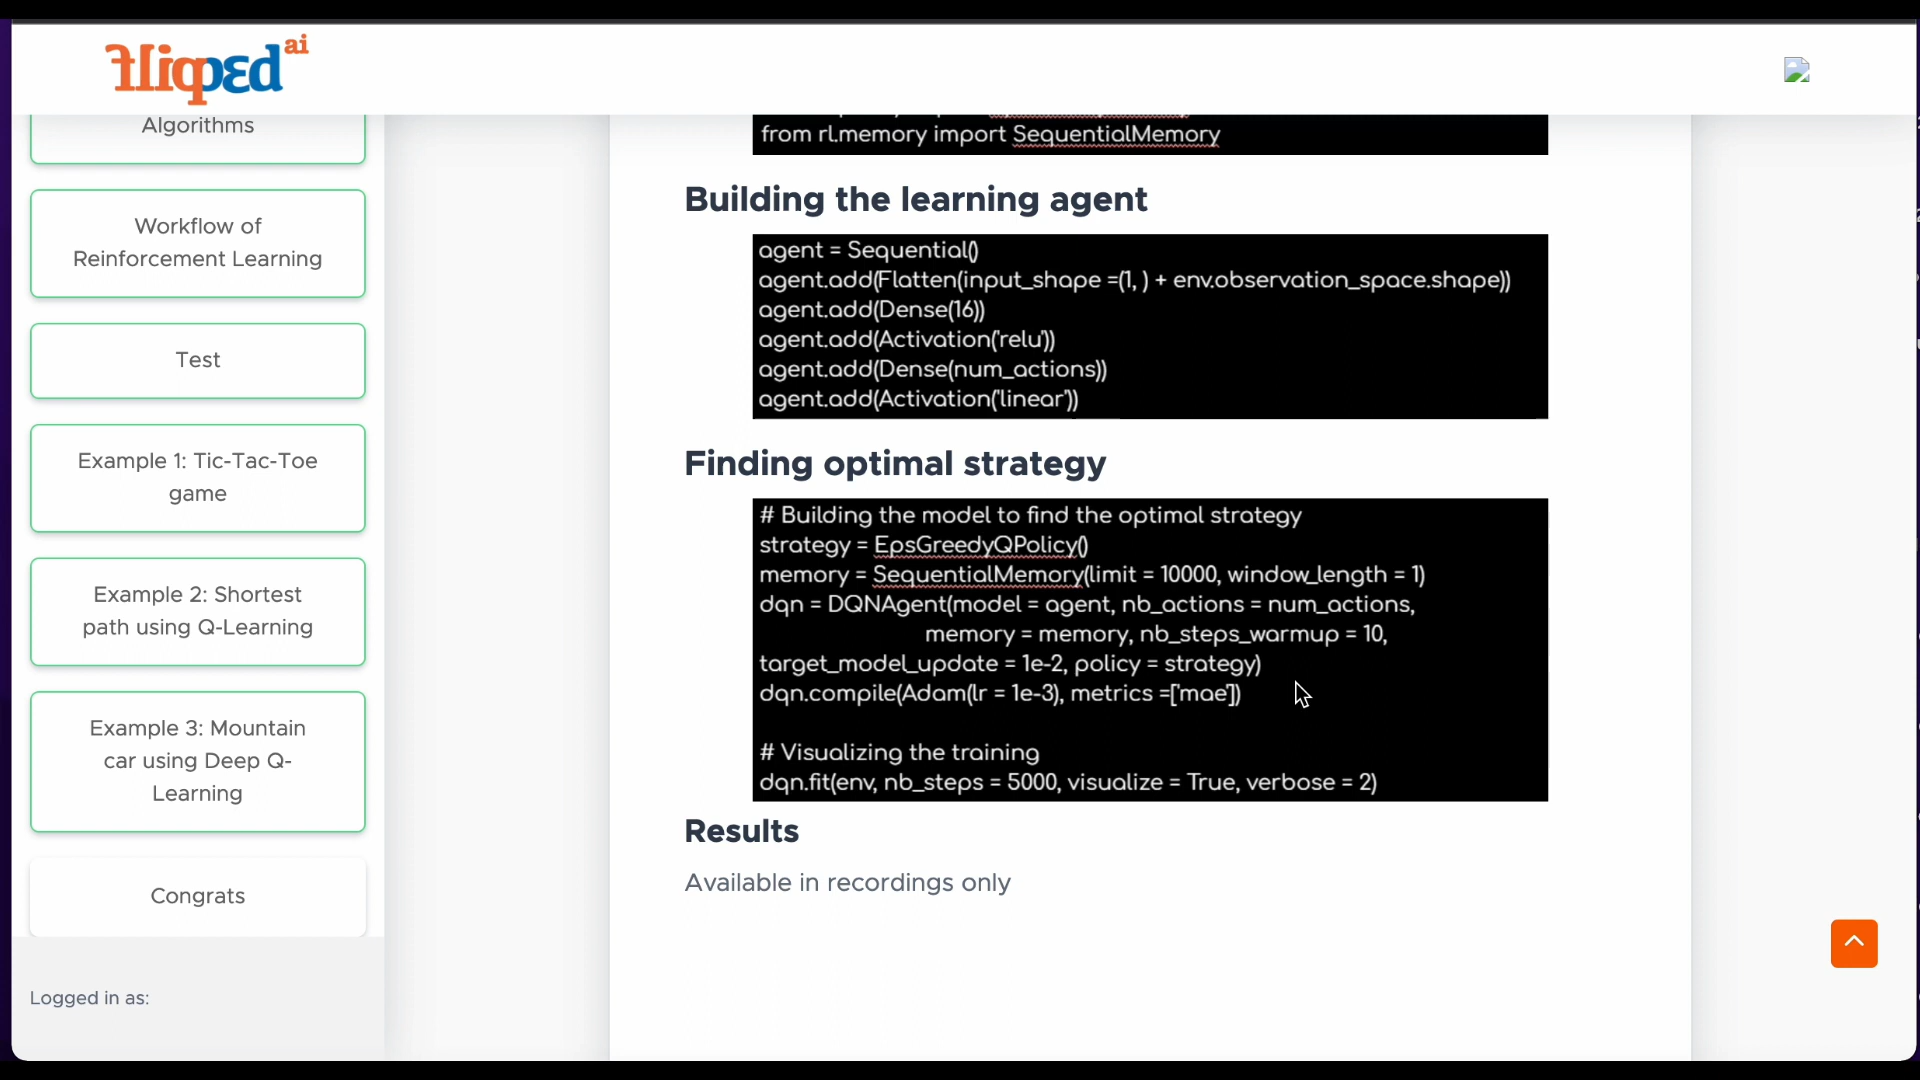 flipped ai
Algorithms
Workflow of
Reinforcement Learning
Test
Example 1: Tic-Tac-Toe
game
Example 2: Shortest
path using Q-Learning
Example 3: Mountain
car using Deep Q-
Learning
Congrats
Logged in as:
from rl.memory import SequentialMemory
Building the learning agent
agent = Sequential()
agent.add(Flatten(input_shape =(1, ) + env.observation_space.shape))
agent.add(Dense(16))
agent.add(Activation('relu'))
agent.add(Dense(num_actions))
agent.add(Activation('linear'))
Finding optimal strategy
# Building the model to find the optimal strategy
strategy = EpsGreedyQPolicy()
memory = SequentialMemory(limit = 10000, window_length = 1)
dqn = DQNAgent(model = agent, nb_actions = num_actions,
memory = memory, nb_steps_warmup = 10,
target_model_update = 1e-2, policy = strategy)
dqn.compile(Adam(lr = 1e-3), metrics =['mae'])
# Visualizing the training
dqn.fit(env, nb_steps = 5000, visualize = True, verbose = 2)
Results
Available in recordings only